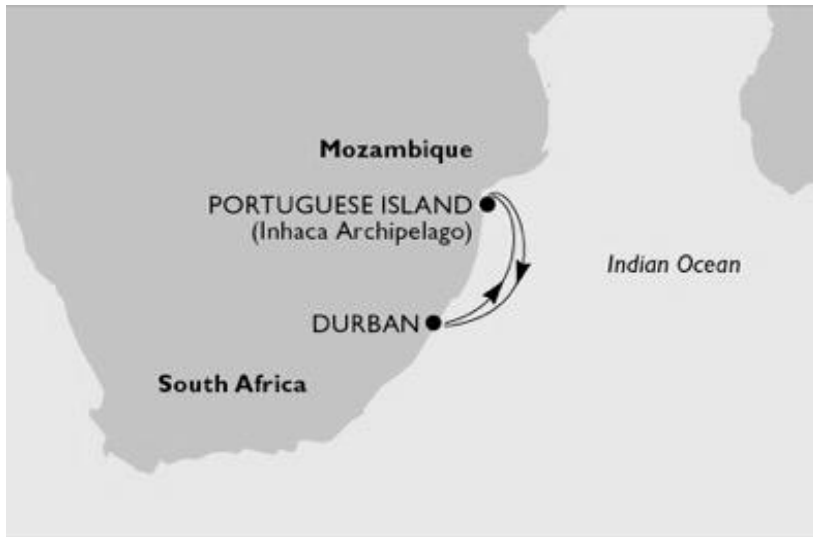 Mozambique
PORTUGUESE ISLAND
(Inhaca Archipelago)
Indian Ocean
DURBAN
South Africa